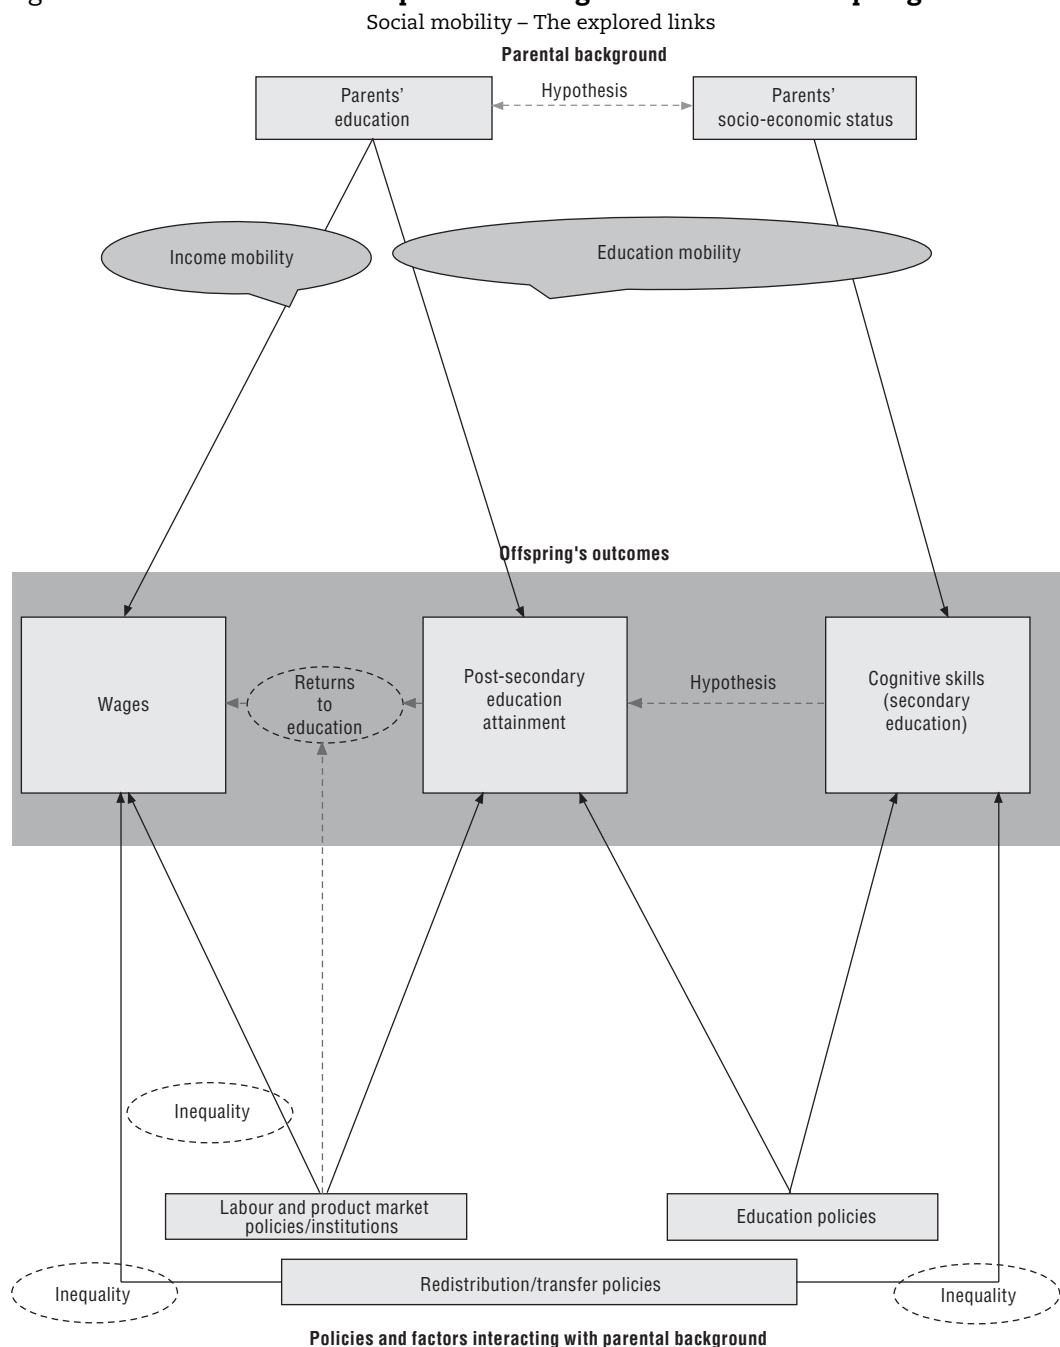 Social mobility – The explored links
Parental background
Parents'
education
Hypothesis
Parents'
socio-economic status
Income mobility
Education mobility
Offspring's outcomes
Wages
Returns
to
education
Post-secondary
education
attainment
Hypothesis
Cognitive skills
(secondary
education)
Inequality
Labour and product market
policies/institutions
Education policies
Inequality
Redistribution/transfer policies
Inequality
Policies and factors interacting with parental background